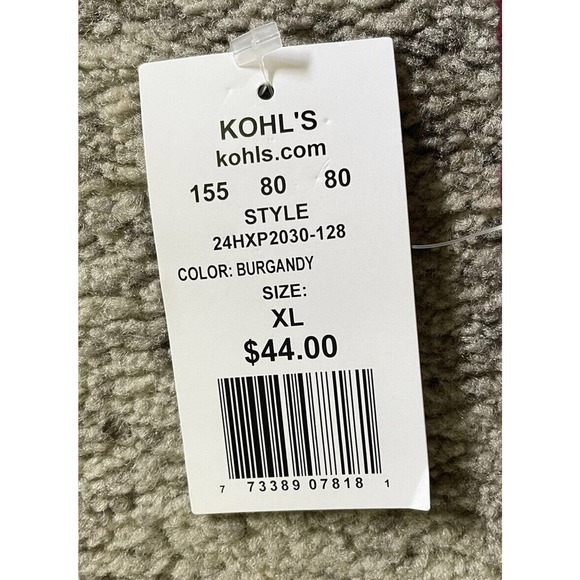 KOHL'S
kohls.com
155 80 80
STYLE
24HXP2030-128
COLOR: BURGANDY
SIZE:
XL
$44.00
7 73389 07818 1